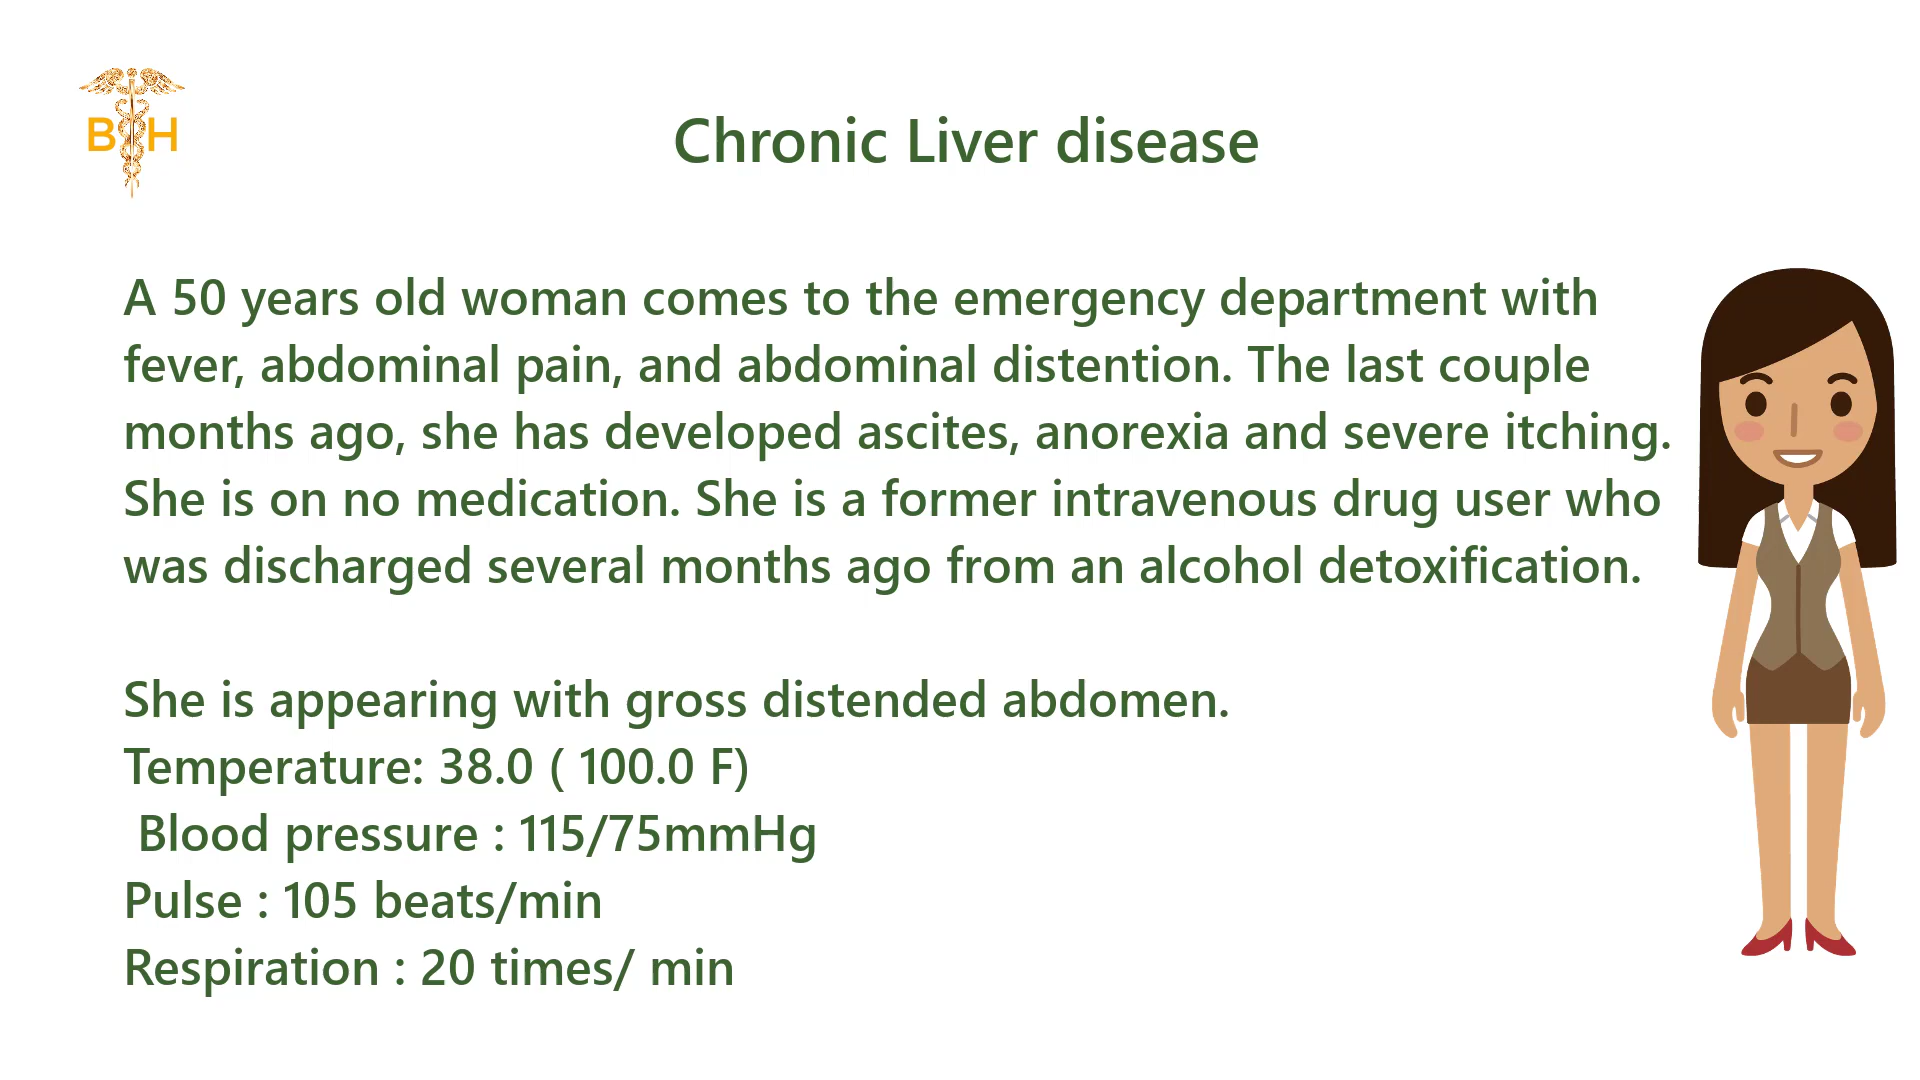 B H
Chronic Liver disease
A 50 years old woman comes to the emergency department with
fever, abdominal pain, and abdominal distention. The last couple
months ago, she has developed ascites, anorexia and severe itching.
She is on no medication. She is a former intravenous drug user who
was discharged several months ago from an alcohol detoxification.
She is appearing with gross distended abdomen.
Temperature: 38.0 ( 100.0 F)
Blood pressure : 115/75mmHg
Pulse : 105 beats/min
Respiration : 20 times/ min